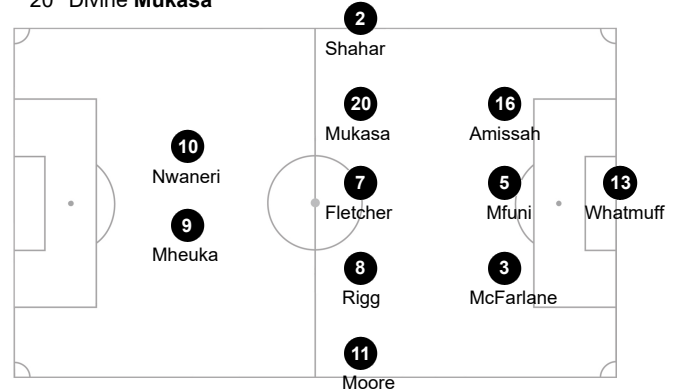 20 Divine Mukasa
2
Shahar
20
Mukasa
16
Amissah
10
Nwaneri
7
Fletcher
5
Mfuni
13
Whatmuff
9
Mheuka
8
Rigg
3
McFarlane
11
Moore